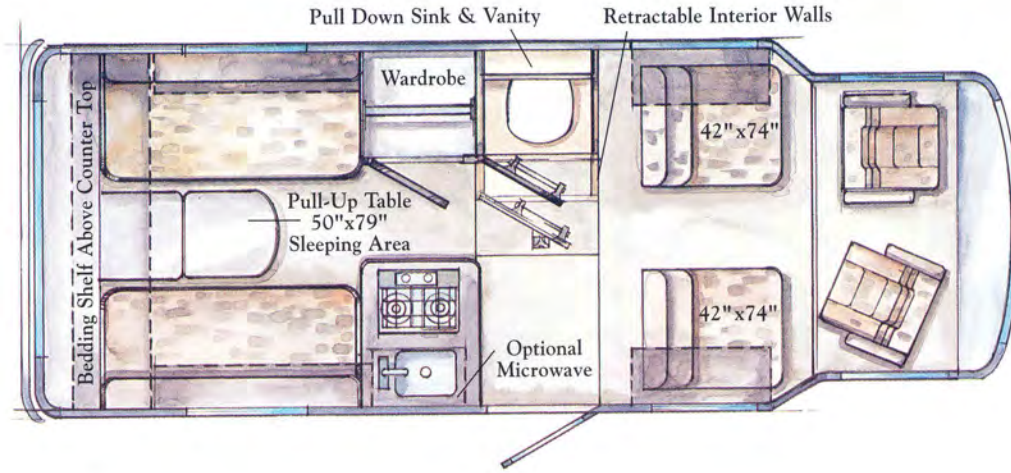 Pull Down Sink & Vanity
Retractable Interior Walls
Wardrobe
42"x74"
Bedding Shelf Above Counter Top
Pull-Up Table
50"x79"
Sleeping Area
42"x74"
Optional
Microwave